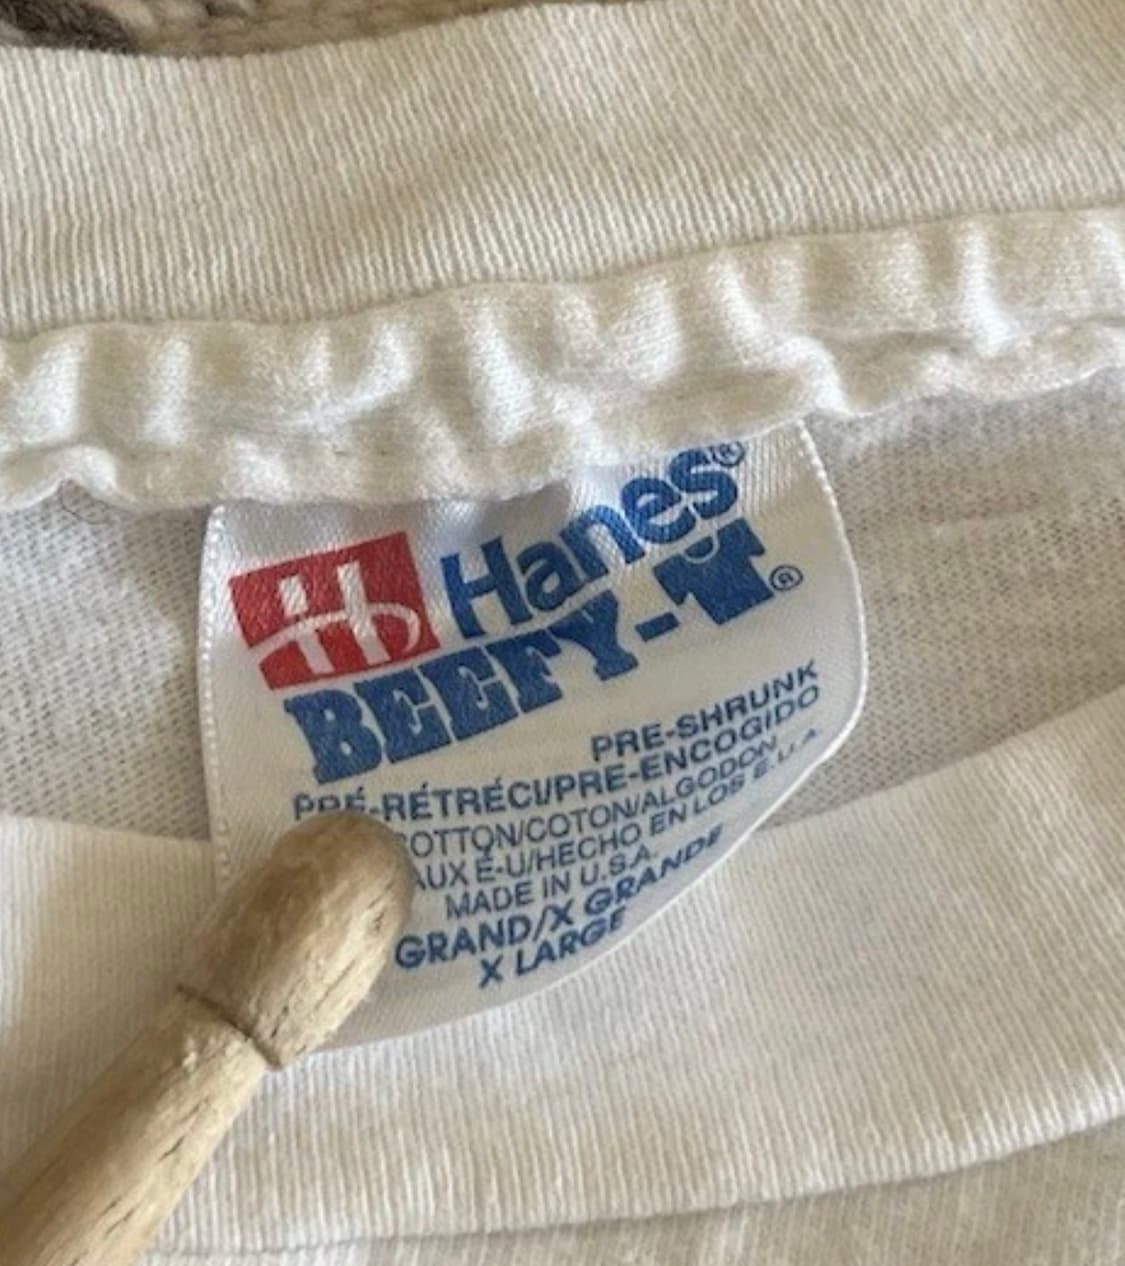 Hanes®
BEEFY-T®
PRE-SHRUNK
PRÉ-RÉTRÉCI/PRE-ENCOGIDO
COTTON/COTON/ALGODON
AUX É-U/HECHO EN LOS E.U.A.
MADE IN U.S.A.
GRAND/X GRANDE
X LARGE